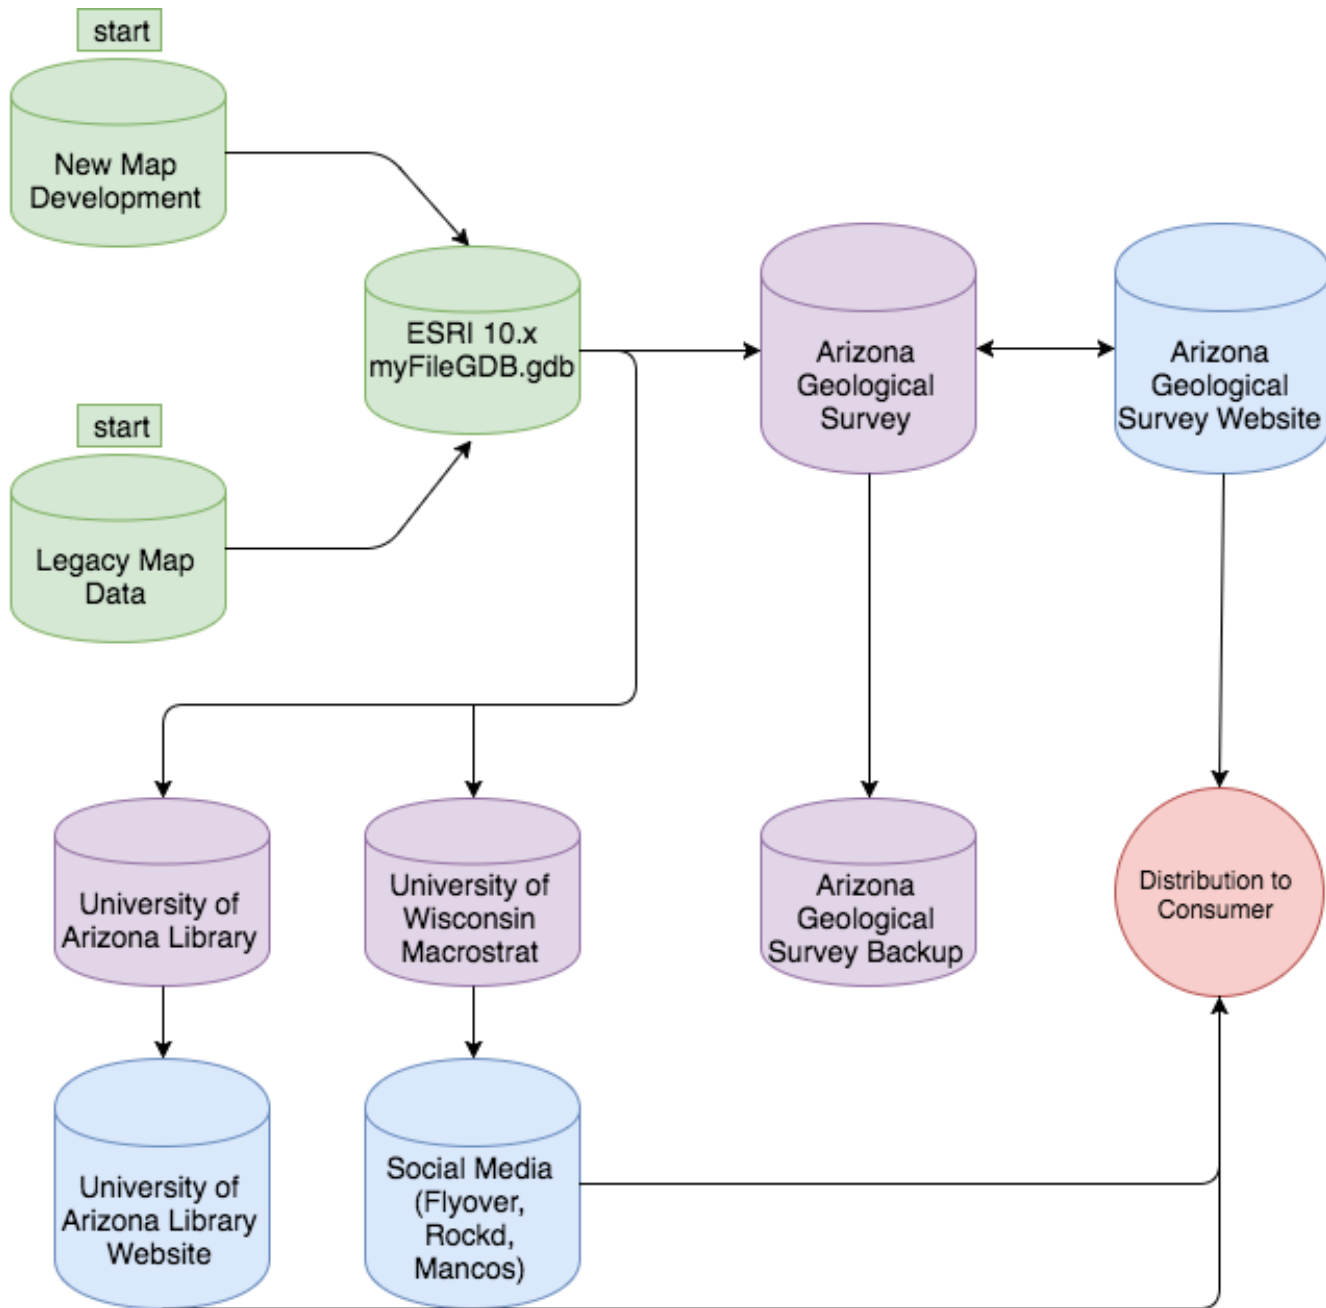 start
New Map
Development
ESRI 10.x
myFileGDB.gdb
Arizona
Geological
Survey
Arizona
Geological
Survey Website
start
Legacy Map
Data
University of
Arizona Library
University of
Wisconsin
Macrostrat
Arizona
Geological
Survey Backup
Distribution to
Consumer
University of
Arizona Library
Website
Social Media
(Flyover,
Rockd,
Mancos)